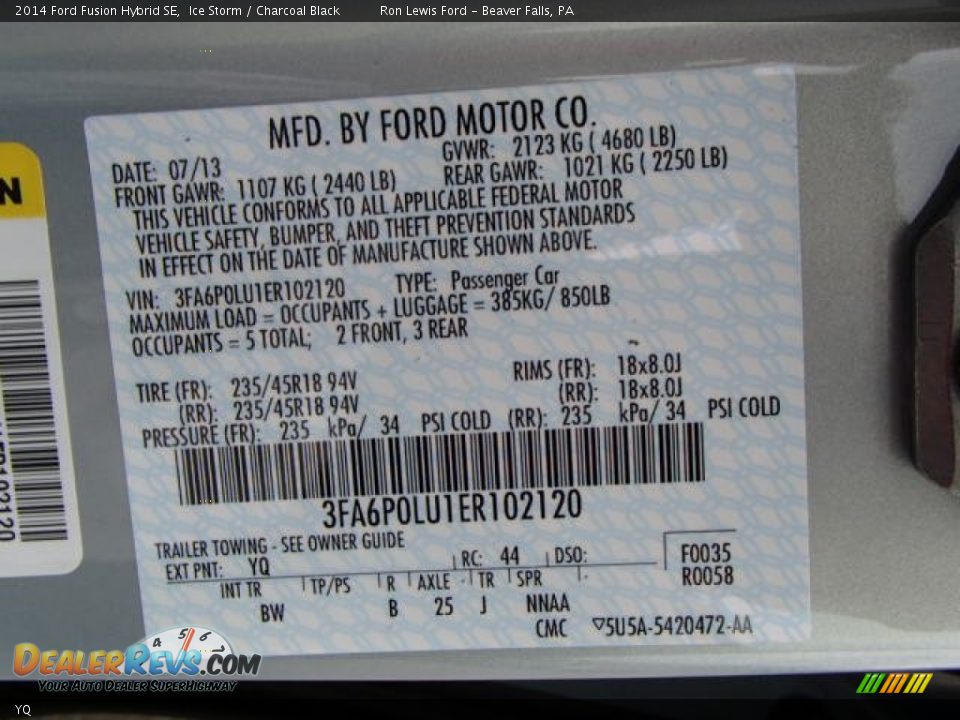 2014 Ford Fusion Hybrid SE, Ice Storm / Charcoal Black Ron Lewis Ford - Beaver Falls, PA
N
MFD. BY FORD MOTOR CO.
DATE: 07/13 GVWR: 2123 KG ( 4680 LB)
FRONT GAWR: 1107 KG ( 2440 LB) REAR GAWR: 1021 KG ( 2250 LB)
THIS VEHICLE CONFORMS TO ALL APPLICABLE FEDERAL MOTOR
VEHICLE SAFETY, BUMPER, AND THEFT PREVENTION STANDARDS
IN EFFECT ON THE DATE OF MANUFACTURE SHOWN ABOVE.
VIN: 3FA6P0LU1ER102120 TYPE: Passenger Car
MAXIMUM LOAD = OCCUPANTS + LUGGAGE = 385KG/ 850LB
OCCUPANTS = 5 TOTAL; 2 FRONT, 3 REAR
TIRE (FR): 235/45R18 94V RIMS (FR): 18x8.0J
(RR): 235/45R18 94V (RR): 18x8.0J
PRESSURE (FR): 235 kPa/ 34 PSI COLD (RR): 235 kPa/ 34 PSI COLD
3FA6P0LU1ER102120
TRAILER TOWING - SEE OWNER GUIDE
EXT PNT: YQ RC: 44 DSO: F0035
R0058
INT TR TP/PS R AXLE TR SPR
BW B 25 J NNAA
CMC 5U5A-5420472-AA
4 5 6
DEALERREVS.COM
YOUR AUTO DEALER SUPERHIGHWAY
YQ